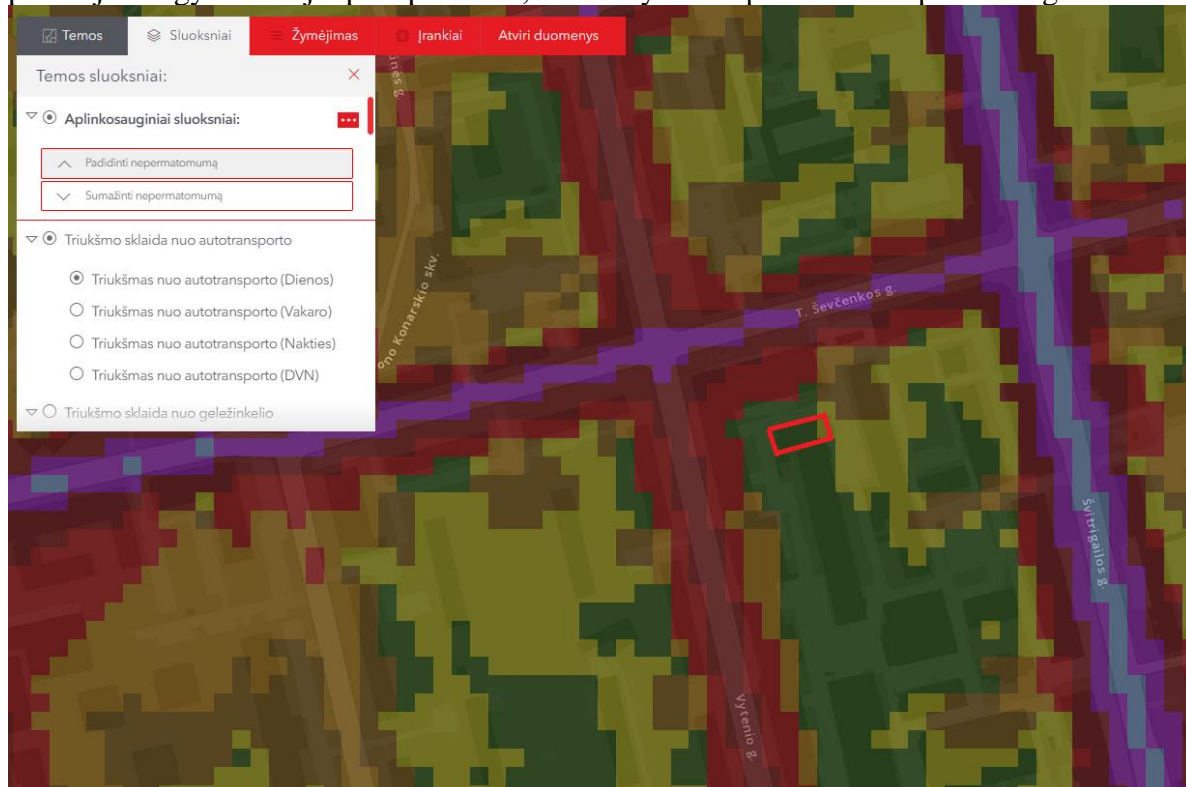 Temos
Sluoksniai
Žymėjimas
Įrankiai
Atviri duomenys
Temos sluoksniai:
Aplinkosauginiai sluoksniai:
Padidinti nepermatomumą
Sumažinti nepermatomumą
Triukšmo sklaida nuo autotransporto
Triukšmas nuo autotransporto (Dienos)
Triukšmas nuo autotransporto (Vakaro)
Triukšmas nuo autotransporto (Nakties)
Triukšmas nuo autotransporto (DVN)
Triukšmo sklaida nuo geležinkelio
ono Konarskio skv.
T. Ševčenkos g.
Švitrigailos g.
Vytenio g.